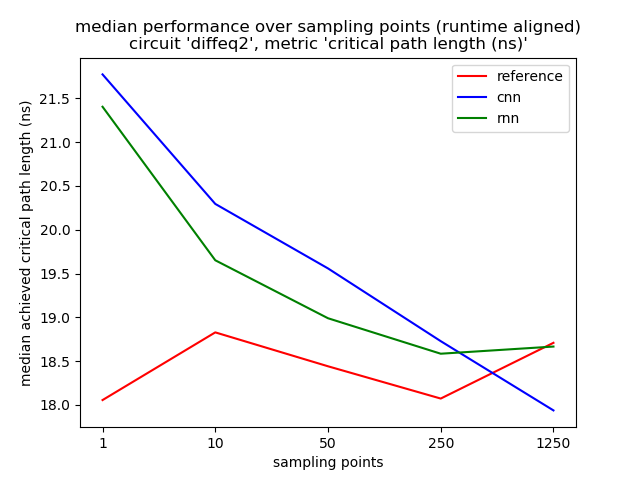 median performance over sampling points (runtime aligned)
circuit 'diffeq2', metric 'critical path length (ns)'
median achieved critical path length (ns)
21.5
21.0
20.5
20.0
19.5
19.0
18.5
18.0
reference
cnn
rnn
1
10
50
250
1250
sampling points